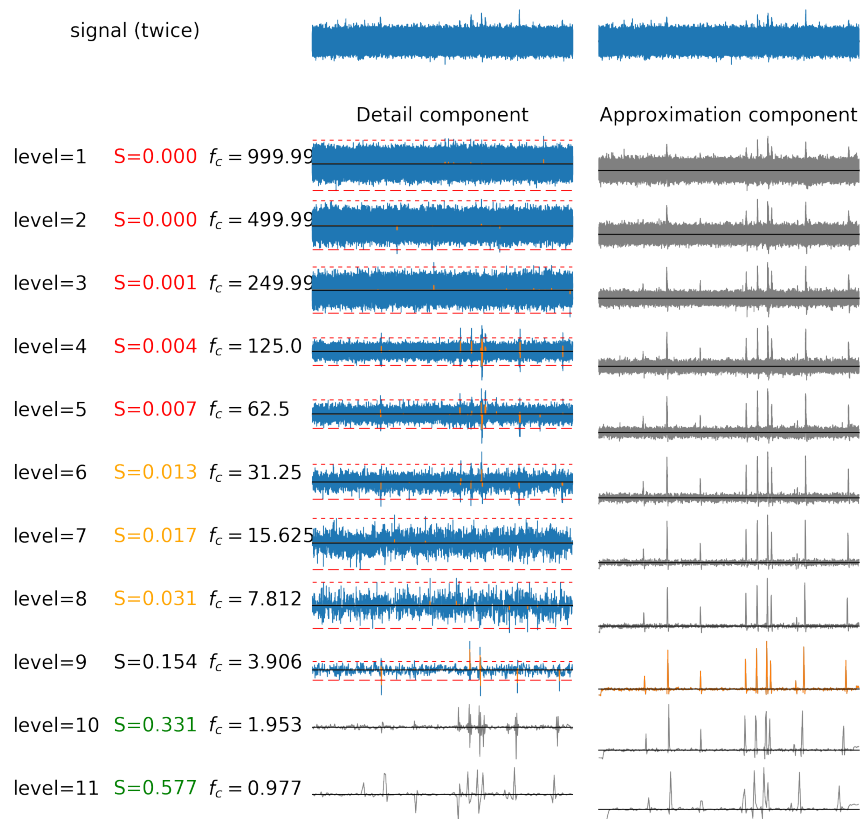 signal (twice)
Detail component Approximation component
level=1 S=0.000 f_c = 999.99
level=2 S=0.000 f_c = 499.99
level=3 S=0.001 f_c = 249.99
level=4 S=0.004 f_c = 125.0
level=5 S=0.007 f_c = 62.5
level=6 S=0.013 f_c = 31.25
level=7 S=0.017 f_c = 15.625
level=8 S=0.031 f_c = 7.812
level=9 S=0.154 f_c = 3.906
level=10 S=0.331 f_c = 1.953
level=11 S=0.577 f_c = 0.977